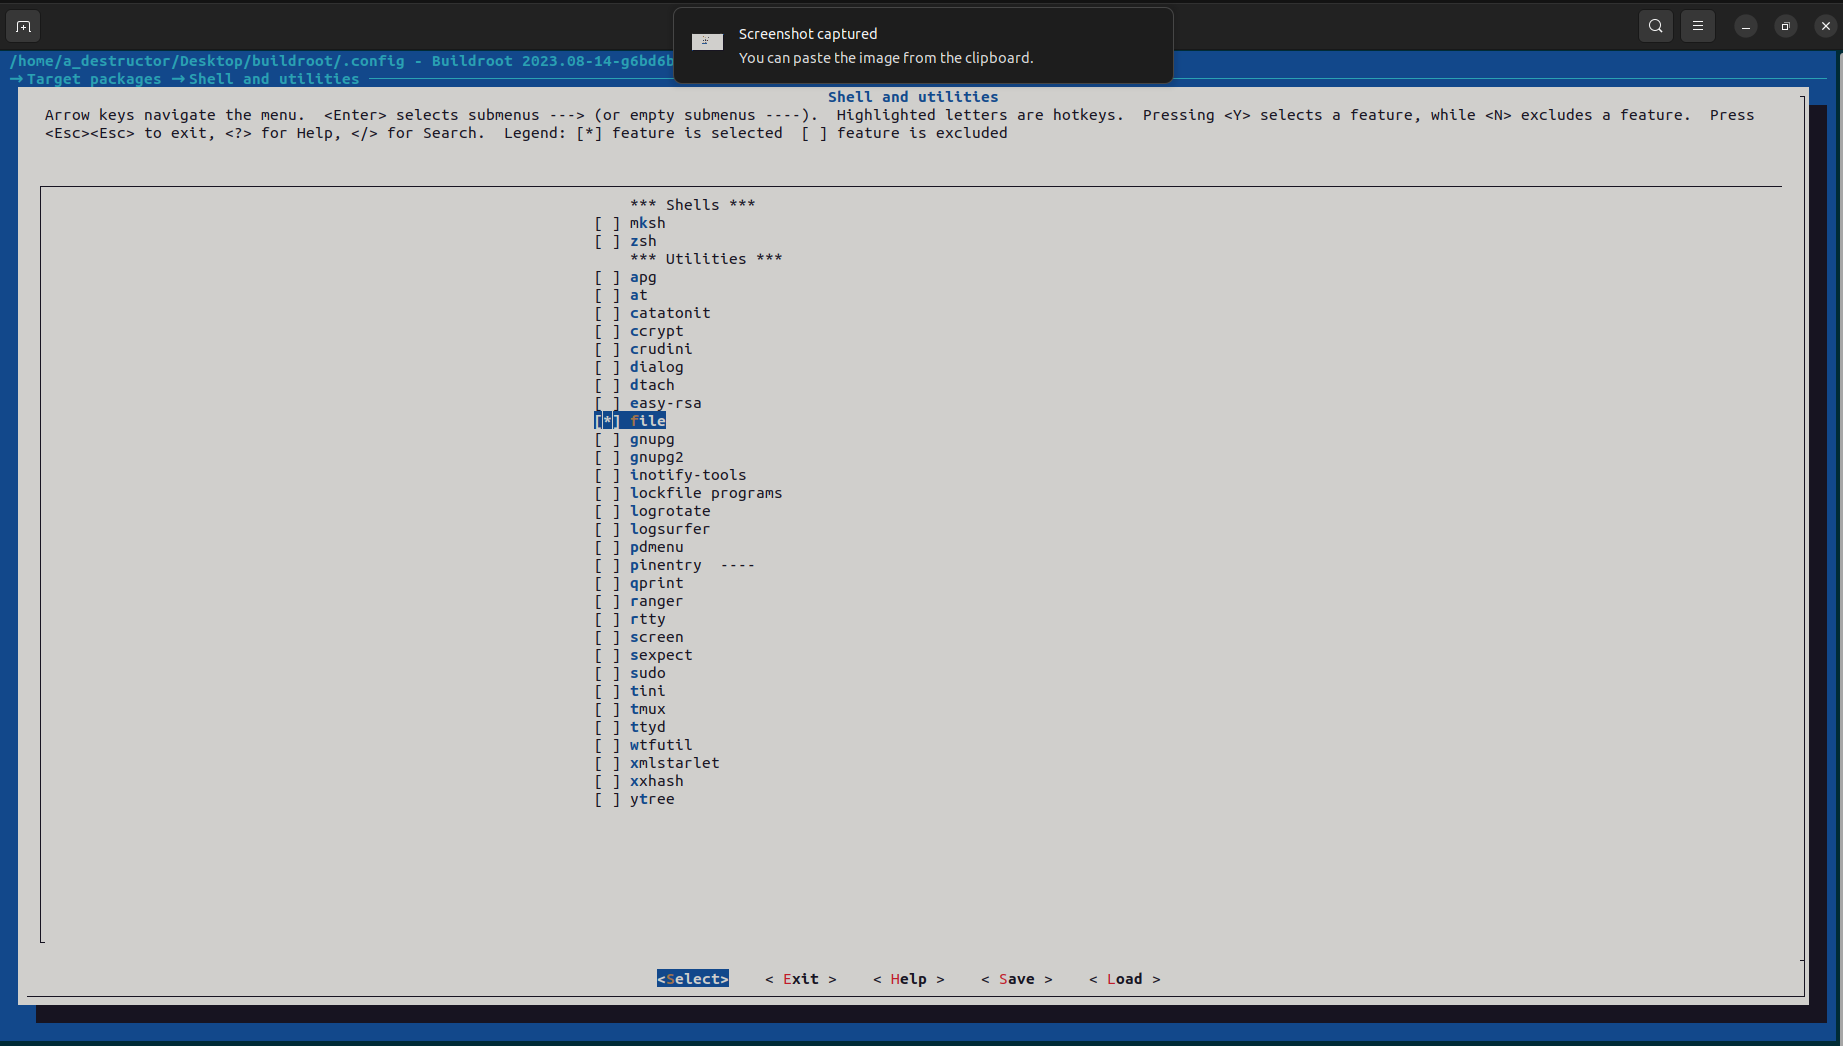 Screenshot captured
You can paste the image from the clipboard.
/home/a_destructor/Desktop/buildroot/.config - Buildroot 2023.08-14-g6bd6b
→ Target packages → Shell and utilities
Shell and utilities
Arrow keys navigate the menu.  <Enter> selects submenus ---> (or empty submenus ----).  Highlighted letters are hotkeys.  Pressing <Y> selects a feature, while <N> excludes a feature.  Press
<Esc><Esc> to exit, <?> for Help, </> for Search.  Legend: [*] feature is selected  [ ] feature is excluded
*** Shells ***
[ ] mksh
[ ] zsh
*** Utilities ***
[ ] apg
[ ] at
[ ] catatonit
[ ] ccrypt
[ ] crudini
[ ] dialog
[ ] dtach
[ ] easy-rsa
[*] file
[ ] gnupg
[ ] gnupg2
[ ] inotify-tools
[ ] lockfile programs
[ ] logrotate
[ ] logsurfer
[ ] pdmenu
[ ] pinentry  ----
[ ] qprint
[ ] ranger
[ ] rtty
[ ] screen
[ ] sexpect
[ ] sudo
[ ] tini
[ ] tmux
[ ] ttyd
[ ] wtfutil
[ ] xmlstarlet
[ ] xxhash
[ ] ytree
<Select>    < Exit >    < Help >    < Save >    < Load >